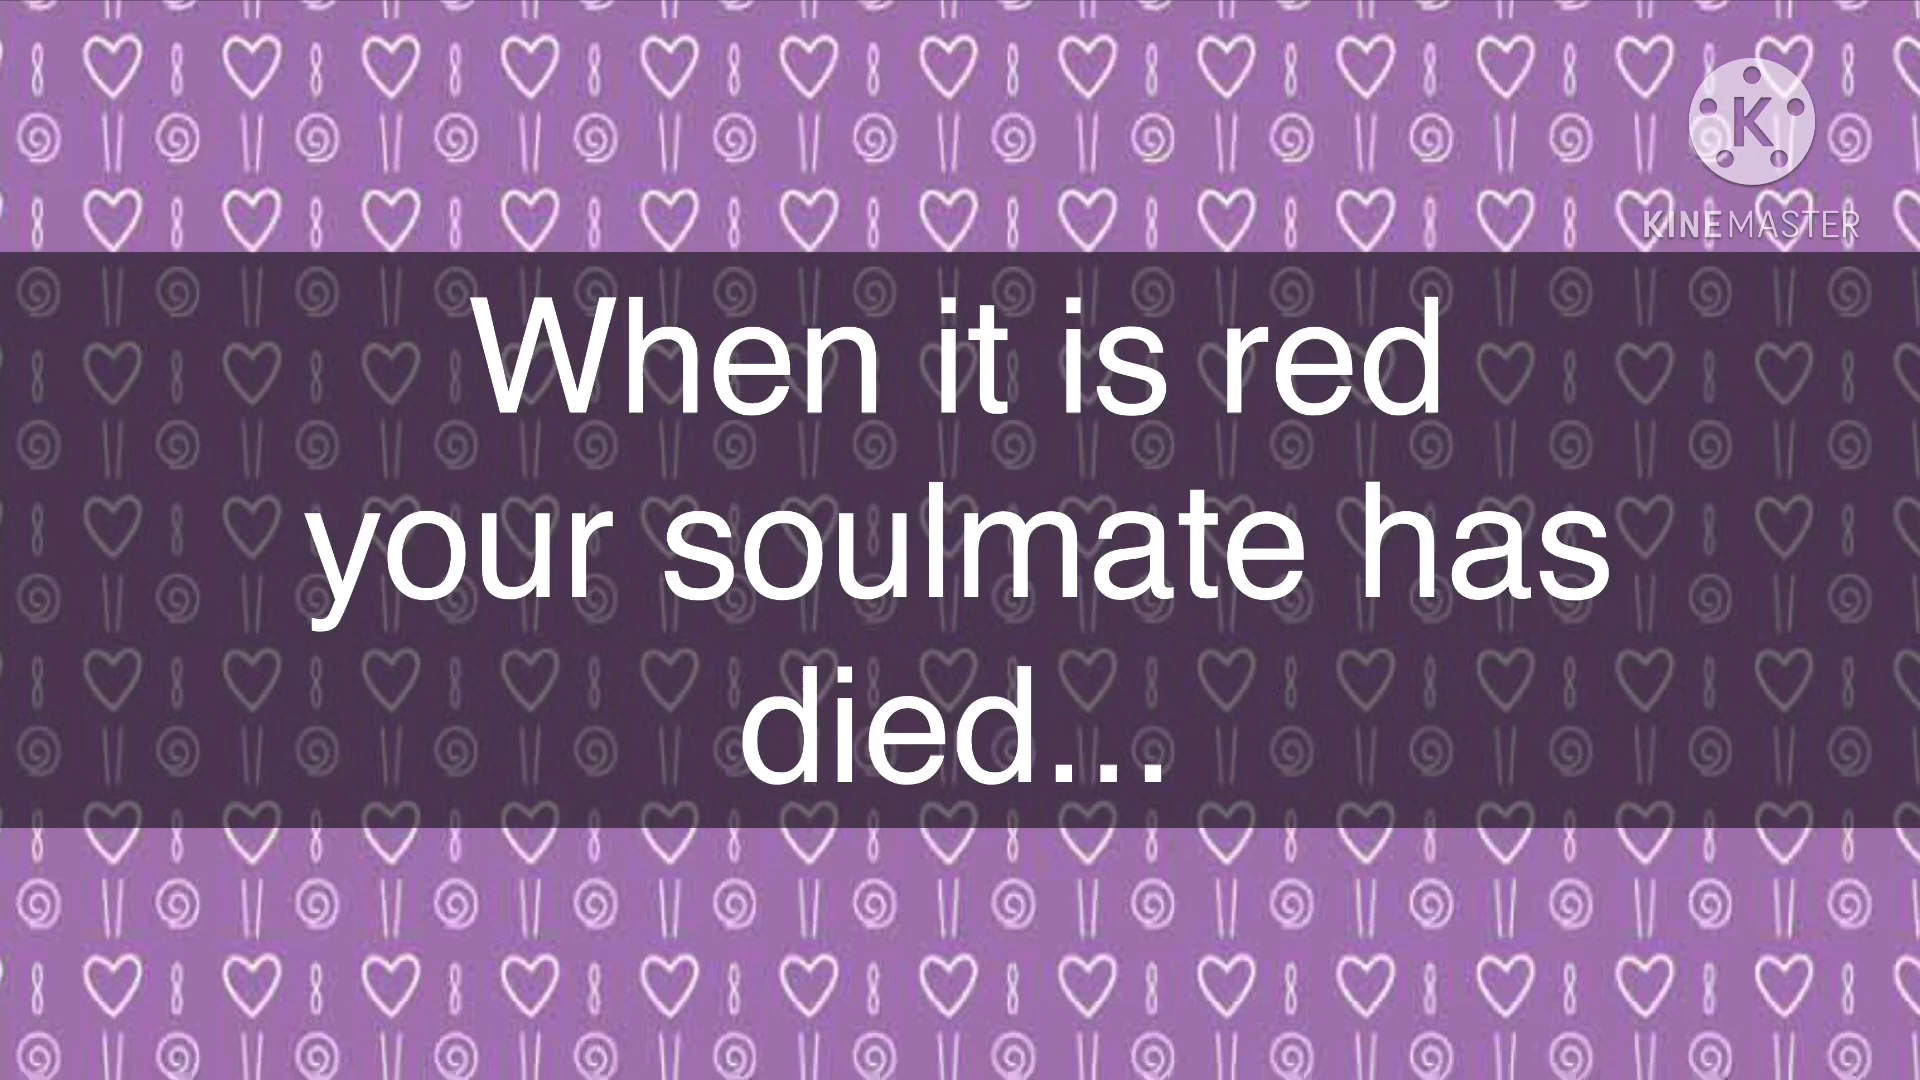 K
KINEMASTER
When it is red
your soulmate has
died...